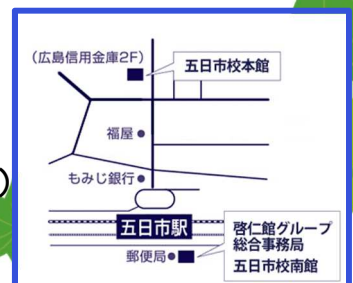 (広島信用金庫2F)
五日市校本館
福屋
もみじ銀行
五日市駅
啓仁館グループ
総合事務局
五日市校南館
郵便局